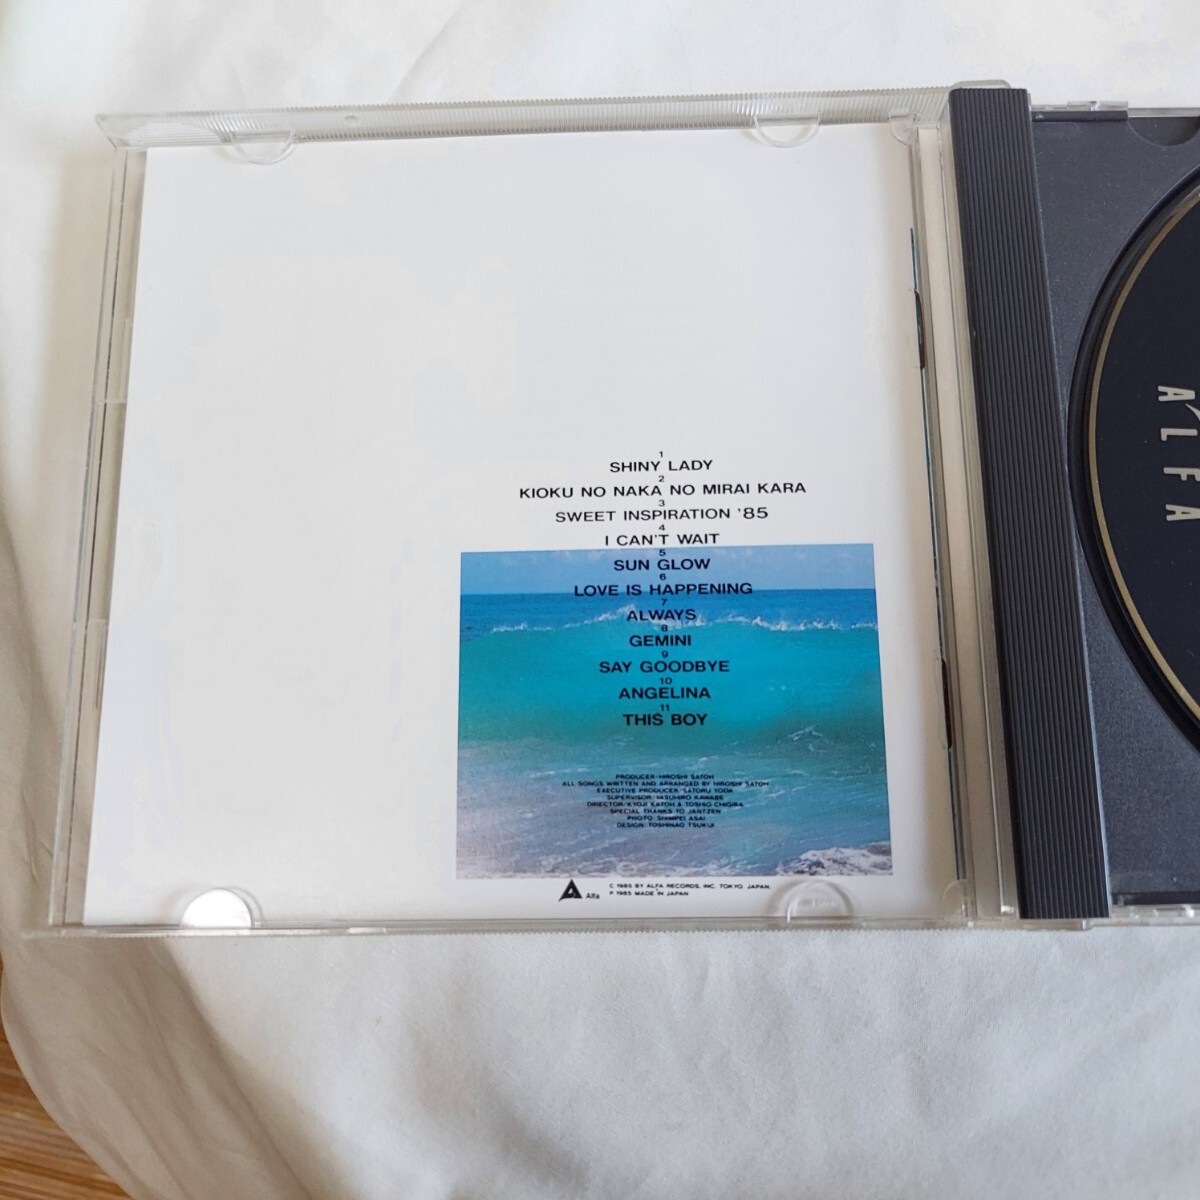 1
SHINY LADY
2
KIOKU NO NAKA NO MIRAI KARA
3
SWEET INSPIRATION '85
4
I CAN'T WAIT
5
SUN GLOW
6
LOVE IS HAPPENING
7
ALWAYS
8
GEMINI
9
SAY GOODBYE
10
ANGELINA
11
THIS BOY
PRODUCER/HIROSHI SATOH
ALL SONGS WRITTEN AND ARRANGED BY HIROSHI SATOH
EXECUTIVE PRODUCER/SATORU YODA
SUPERVISOR/YASUHIRO KAWABE
DIRECTOR/KYOJI KATOH & TOSHIO CHIGIRA
SPECIAL THANKS TO JANTZEN
PHOTO: SHIMPEI ASAI
DESIGN: TOSHINAO TSUKUI
Alfa
C 1985 BY ALFA RECORDS, INC. TOKYO. JAPAN.
P 1985 MADE IN JAPAN
ALFA